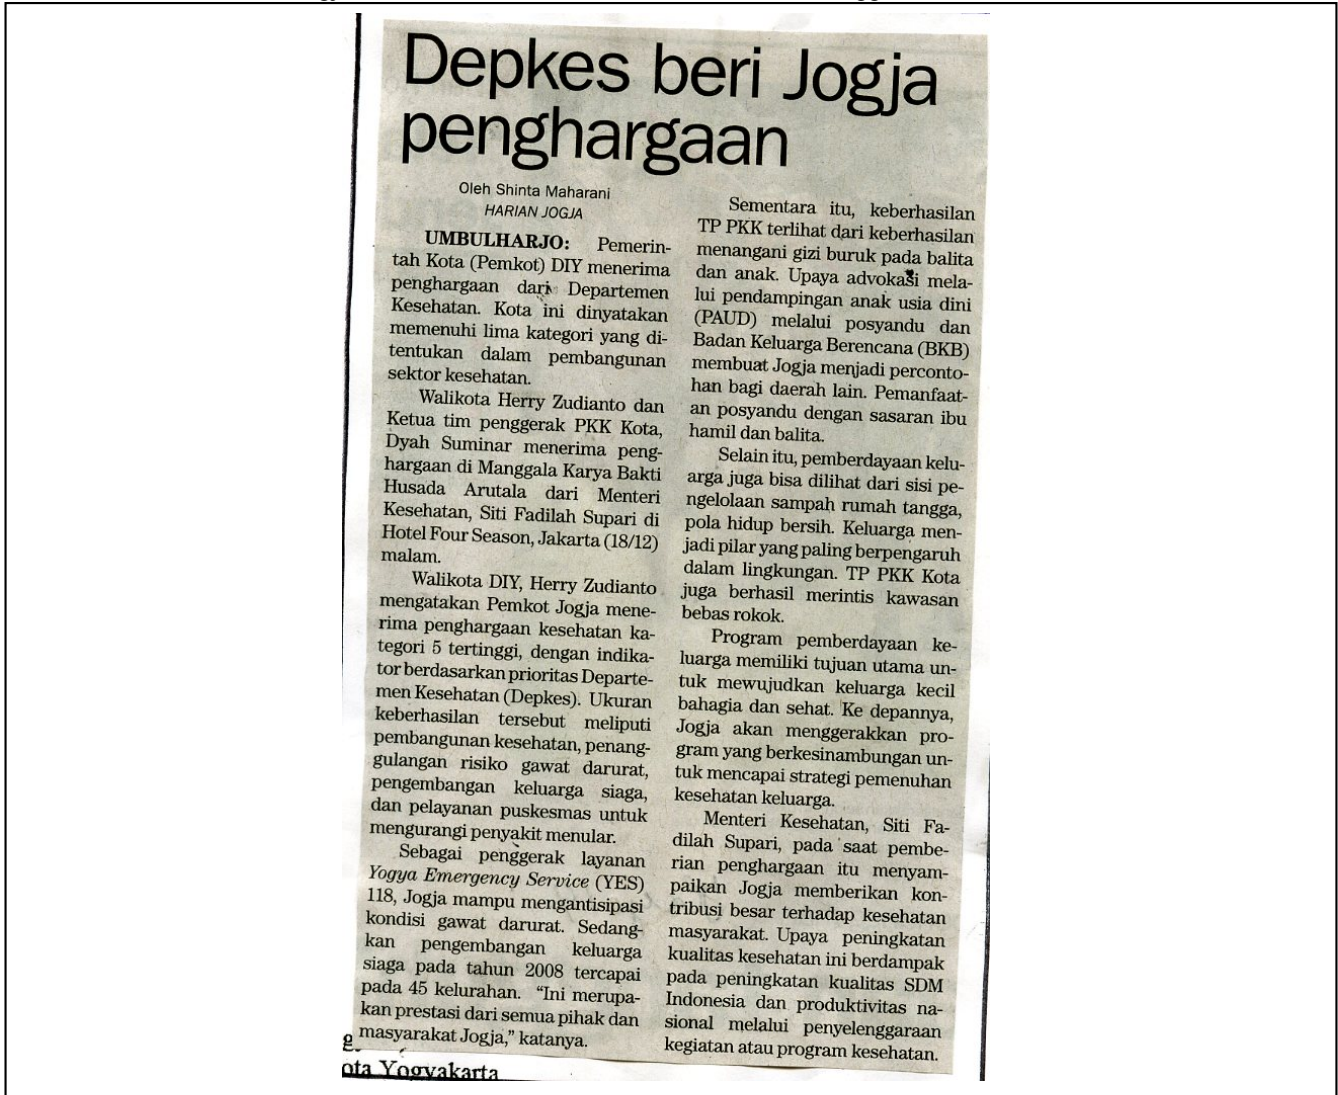 Depkes beri Jogja
penghargaan
Oleh Shinta Maharani
HARIAN JOGJA
UMBULHARJO: Pemerin-
tah Kota (Pemkot) DIY menerima
penghargaan dari Departemen
Kesehatan. Kota ini dinyatakan
memenuhi lima kategori yang di-
tentukan dalam pembangunan
sektor kesehatan.
Walikota Herry Zudianto dan
Ketua tim penggerak PKK Kota,
Dyah Suminar menerima peng-
hargaan di Manggala Karya Bakti
Husada Arutala dari Menteri
Kesehatan, Siti Fadilah Supari di
Hotel Four Season, Jakarta (18/12)
malam.
Walikota DIY, Herry Zudianto
mengatakan Pemkot Jogja mene-
rima penghargaan kesehatan ka-
tegori 5 tertinggi, dengan indika-
tor berdasarkan prioritas Departe-
men Kesehatan (Depkes). Ukuran
keberhasilan tersebut meliputi
pembangunan kesehatan, penang-
gulangan risiko gawat darurat,
pengembangan keluarga siaga,
dan pelayanan puskesmas untuk
mengurangi penyakit menular.
Sebagai penggerak layanan
Yogya Emergency Service (YES)
118, Jogja mampu mengantisipasi
kondisi gawat darurat. Sedang-
kan pengembangan keluarga
siaga pada tahun 2008 tercapai
pada 45 kelurahan. “Ini merupa-
kan prestasi dari semua pihak dan
masyarakat Jogja,” katanya.
Sementara itu, keberhasilan
TP PKK terlihat dari keberhasilan
menangani gizi buruk pada balita
dan anak. Upaya advokasi mela-
lui pendampingan anak usia dini
(PAUD) melalui posyandu dan
Badan Keluarga Berencana (BKB)
membuat Jogja menjadi perconto-
han bagi daerah lain. Pemanfaat-
an posyandu dengan sasaran ibu
hamil dan balita.
Selain itu, pemberdayaan kelu-
arga juga bisa dilihat dari sisi pe-
ngelolaan sampah rumah tangga,
pola hidup bersih. Keluarga men-
jadi pilar yang paling berpengaruh
dalam lingkungan. TP PKK Kota
juga berhasil merintis kawasan
bebas rokok.
Program pemberdayaan ke-
luarga memiliki tujuan utama un-
tuk mewujudkan keluarga kecil
bahagia dan sehat. Ke depannya,
Jogja akan menggerakkan pro-
gram yang berkesinambungan un-
tuk mencapai strategi pemenuhan
kesehatan keluarga.
Menteri Kesehatan, Siti Fa-
dilah Supari, pada saat pembe-
rian penghargaan itu menyam-
paikan Jogja memberikan kon-
tribusi besar terhadap kesehatan
masyarakat. Upaya peningkatan
kualitas kesehatan ini berdampak
pada peningkatan kualitas SDM
Indonesia dan produktivitas na-
sional melalui penyelenggaraan
kegiatan atau program kesehatan.
ota Yogyakarta